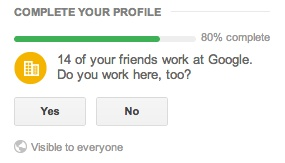 COMPLETE YOUR PROFILE
80% complete
14 of your friends work at Google.
Do you work here, too?
Yes
No
Visible to everyone